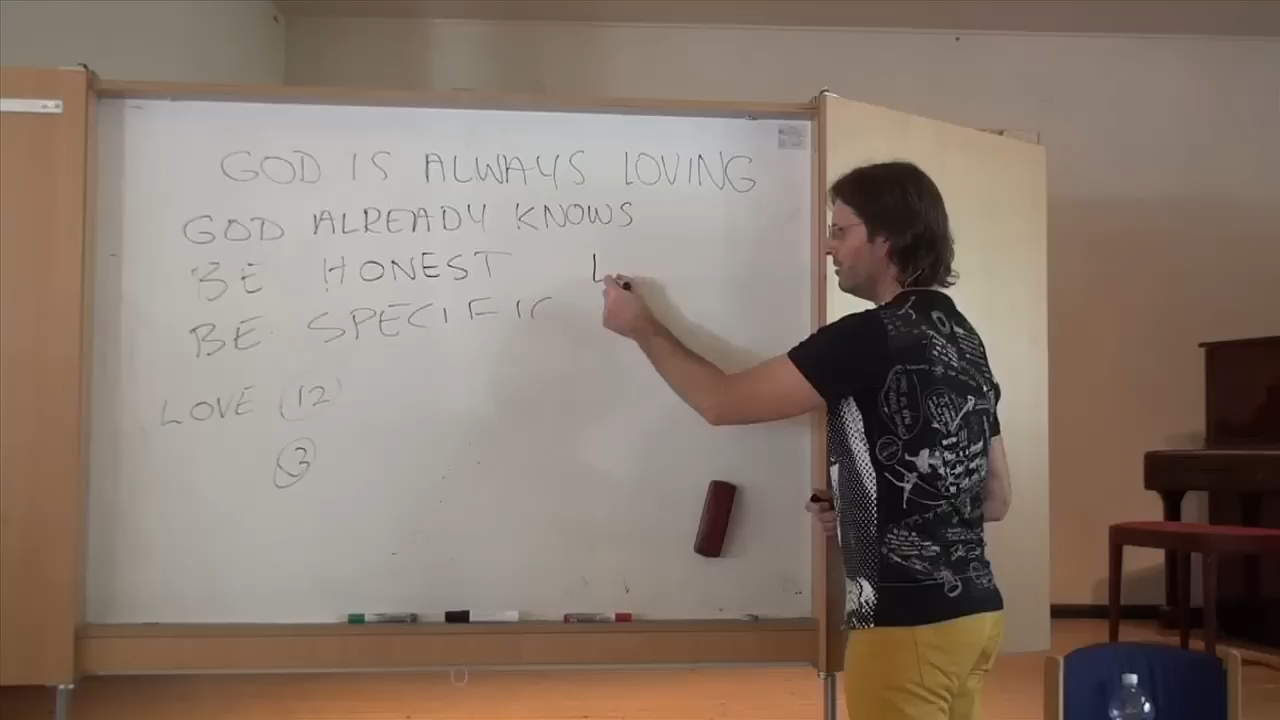 GOD IS ALWAYS LOVING
GOD ALREADY KNOWS
BE HONEST L
BE SPECIFIC
LOVE 12
3